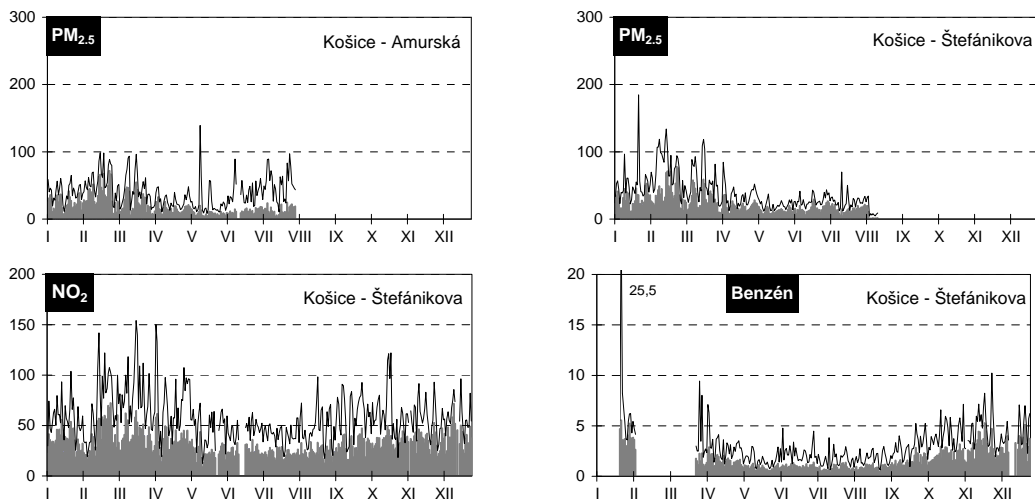 300
PM2.5
Košice - Amurská
200
100
0
I II III IV V VI VII VIII IX X XI XII
300
PM2.5
Košice - Štefánikova
200
100
0
I II III IV V VI VII VIII IX X XI XII
200
NO2
Košice - Štefánikova
150
100
50
0
I II III IV V VI VII VIII IX X XI XII
20
25,5
Benzén
Košice - Štefánikova
15
10
5
0
I II IV V VI VII VIII IX X XI XII